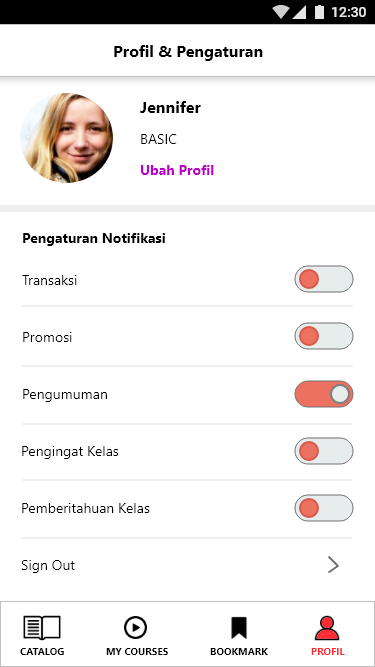 12:30
Profil & Pengaturan
Jennifer
BASIC
Ubah Profil
Pengaturan Notifikasi
Transaksi
Promosi
Pengumuman
Pengingat Kelas
Pemberitahuan Kelas
Sign Out
CATALOG MY COURSES BOOKMARK PROFIL